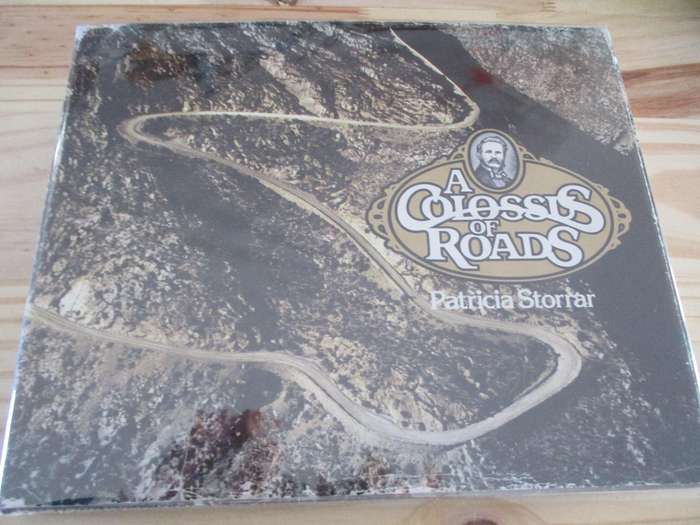 A
COLOSSUS
OF
ROADS
Patricia Storrar